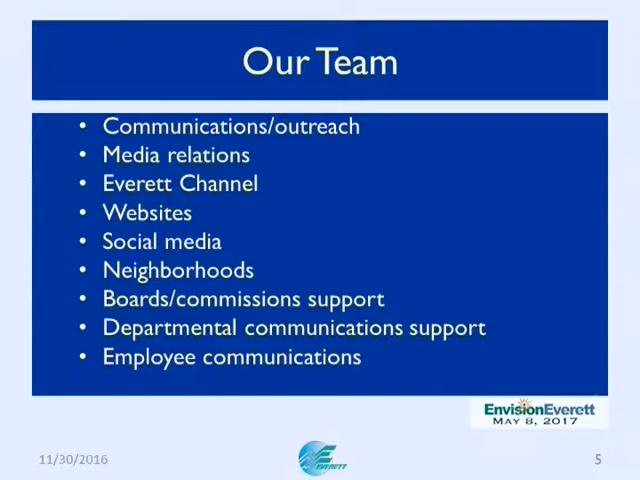 Our Team
• Communications/outreach
• Media relations
• Everett Channel
• Websites
• Social media
• Neighborhoods
• Boards/commissions support
• Departmental communications support
• Employee communications
EnvisionEverett
MAY 8, 2017
11/30/2016
EVERETT
5